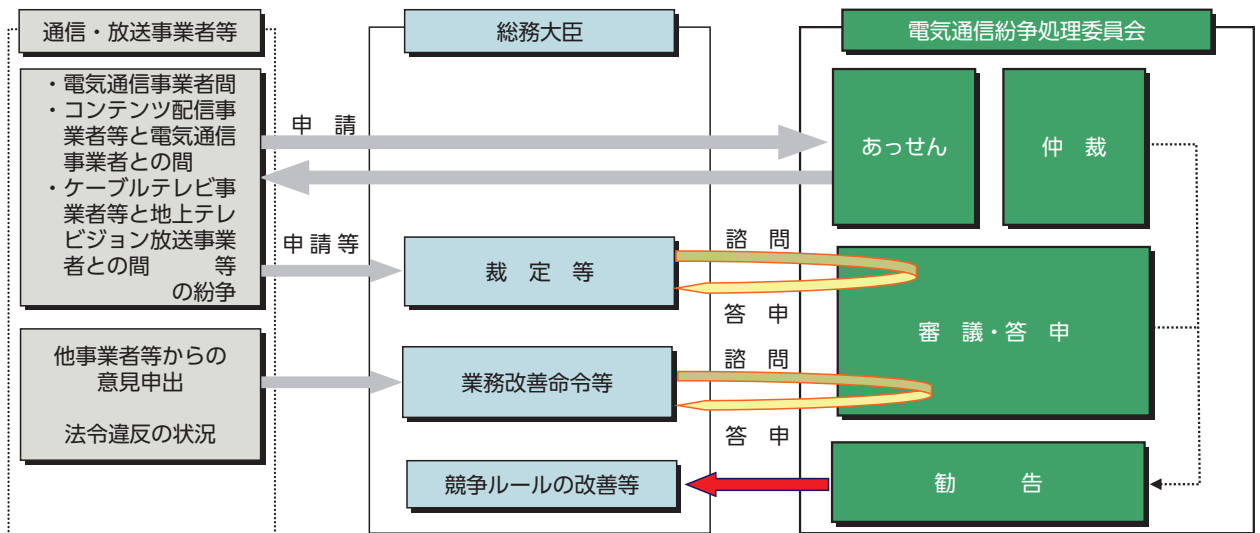 通信・放送事業者等
・電気通信事業者間
・コンテンツ配信事
業者等と電気通信
事業者との間
・ケーブルテレビ事
業者等と地上テレ
ビジョン放送事業
者との間 等
の紛争
他事業者等からの
意見申出
法令違反の状況
申 請
申 請 等
総務大臣
裁 定 等
業務改善命令等
競争ルールの改善等
諮 問
答 申
諮 問
答 申
電気通信紛争処理委員会
あっせん
仲 裁
審 議・答 申
勧 告